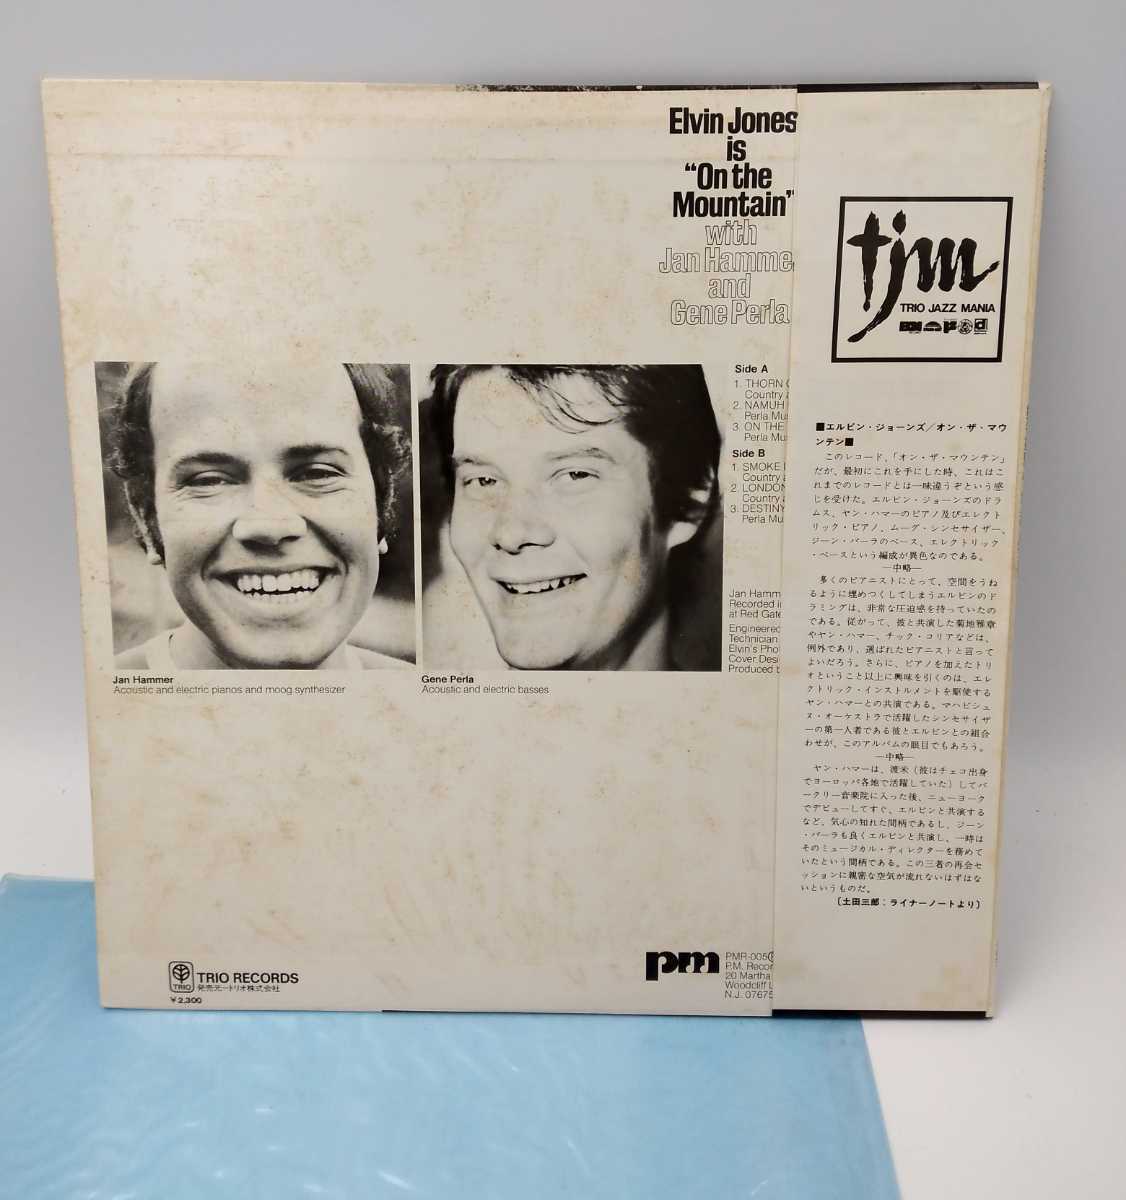 Elvin Jones
is
“On the
Mountain”
with
Jan Hamme
and
Gene Perla
Side A
1. THORN
Country
2. NAMUH
Perla Mu
3. ON THE
Perla Mu
Side B
1. SMOKE
Country
2. LONDON
Country
3. DESTINY
Perla Mu
Jan Hamm
Recorded in
at Red Gate
Engineered
Technician
Elvin's Phot
Cover Desi
Produced b
Jan Hammer
Acoustic and electric pianos and moog synthesizer
Gene Perla
Acoustic and electric basses
TRIO
TRIO RECORDS
発売元—トリオ株式会社
¥2,300
pm
PMR-005
P.M. Recor
20 Martha
Woodcliff L
N.J. 07675
tjm
TRIO JAZZ MANIA
■エルビン・ジョーンズ／オン・ザ・マウ
ンテン■
このレコード、「オン・ザ・マウンテン」
だが、最初にこれを手にした時、これはこ
れまでのレコードとは一味違うぞという感
じを受けた。エルビン・ジョーンズのドラ
ムス、ヤン・ハマーのピアノ及びエレクト
リック・ピアノ、ムーグ・シンセサイザー、
ジーン・パーラのベース、エレクトリック
・ベースという編成が異色なのである。
—中略—
多くのピアニストにとって、空間をうね
るように埋めつくしてしまうエルビンのド
ラミングは、非常な圧迫感を持っていたの
である。従がって、彼と共演した菊地雅章
やヤン・ハマー、チック・コリアなどは、
例外であり、選ばれたピアニストと言って
よいだろう。さらに、ピアノを加えたトリ
オということ以上に興味を引くのは、エレ
クトリック・インストルメントを駆使する
ヤン・ハマーとの共演である。マハビシュ
ヌ・オーケストラで活躍したシンセサイザ
ーの第一人者である彼とエルビンとの組合
わせが、このアルバムの眼目でもあろう。
—中略—
ヤン・ハマーは、渡米（彼はチェコ出身
でヨーロッパ各地で活躍していた）してバ
ークリー音楽院に入った後、ニューヨーク
でデビューしてすぐ、エルビンと共演する
など、気心の知れた間柄であるし、ジーン
・パーラも良くエルビンと共演し、一時は
そのミュージカル・ディレクターを務めて
いたという間柄である。この三者の再会セ
ッションに親密な空気が流れないはずはな
いというものだ。
〔土田三郎：ライナーノートより〕